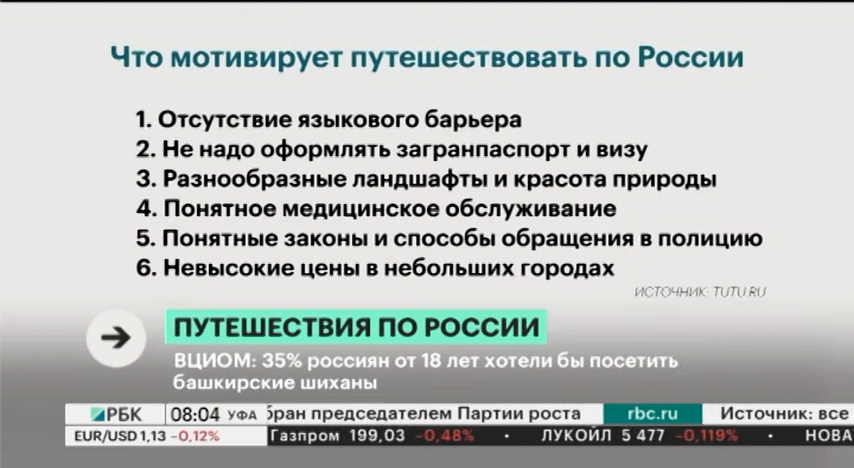 Что мотивирует путешествовать по России
1. Отсутствие языкового барьера
2. Не надо оформлять загранпаспорт и визу
3. Разнообразные ландшафты и красота природы
4. Понятное медицинское обслуживание
5. Понятные законы и способы обращения в полицию
6. Невысокие цены в небольших городах
ИСТОЧНИК: TUTU.RU
ПУТЕШЕСТВИЯ ПО РОССИИ
ВЦИОМ: 35% россиян от 18 лет хотели бы посетить
башкирские шиханы
РБК 08:04 УФА бран председателем Партии роста rbc.ru Источник: все
EUR/USD 1,13 -0,12% Газпром 199,03 -0,48% • ЛУКОЙЛ 5 477 -0,119% • НОВА